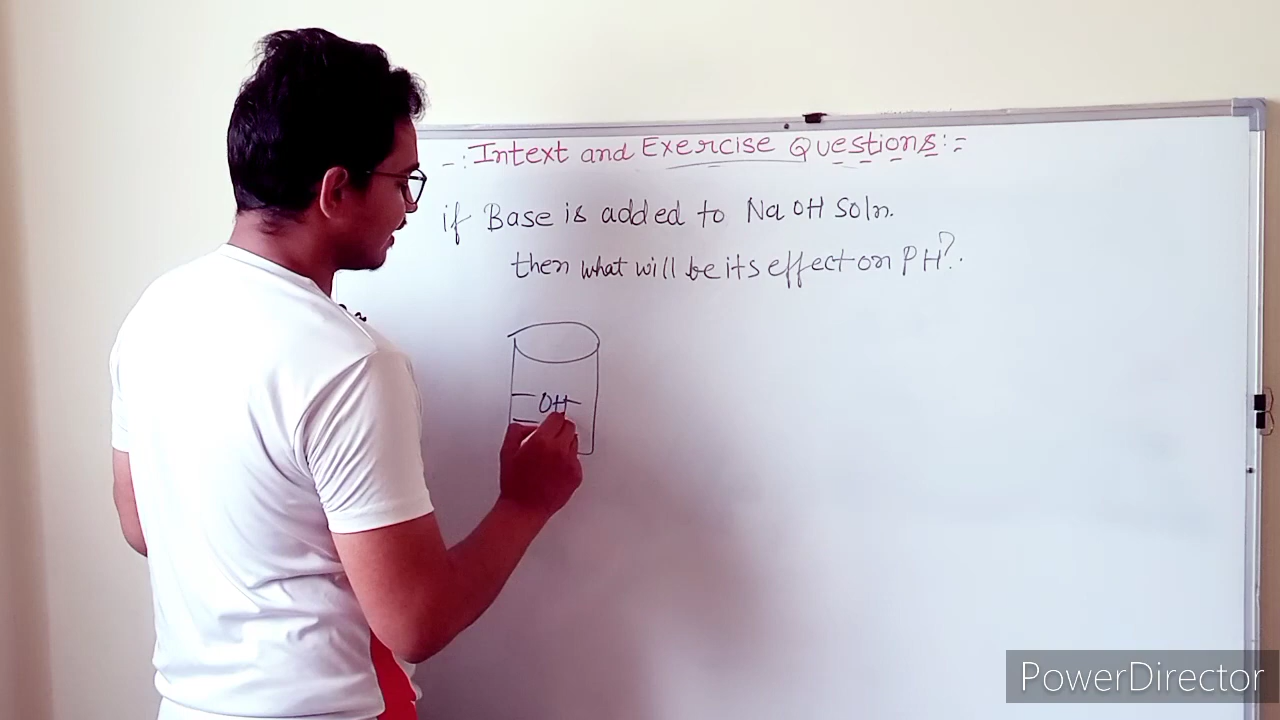 -: Intext and Exercise Questions :-
if Base is added to NaOH Soln.
then what will be its effect on PH?.
OH
PowerDirector